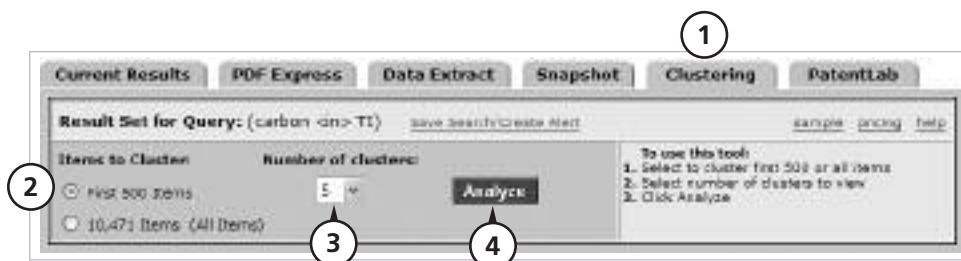 1
Current Results PDF Express Data Extract Snapshot Clustering PatentLab
Result Set for Query: (carbon <in> TI) Save Search/Create Alert sample pricing help
Items to Cluster: Number of clusters: To use this tool:
1. Select to cluster first 500 or all items
2 First 500 Items 5 Analyze 2. Select number of clusters to view
3. Click Analyze
10,471 Items (All Items)
3 4